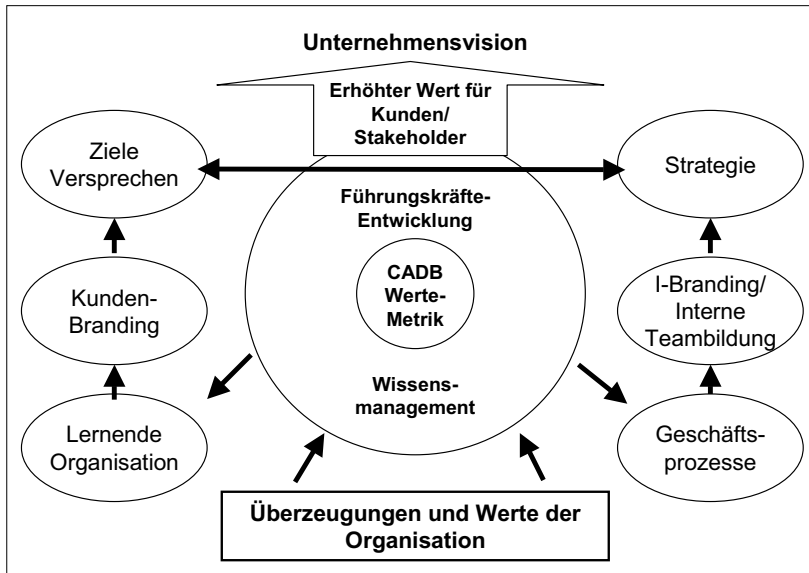 Unternehmensvision
Erhöhter Wert für
Kunden/
Stakeholder
Ziele
Versprechen
Strategie
Führungskräfte-
Entwicklung
CADB
Werte-
Metrik
Kunden-
Branding
I-Branding/
Interne
Teambildung
Wissens-
management
Lernende
Organisation
Geschäfts-
prozesse
Überzeugungen und Werte der
Organisation